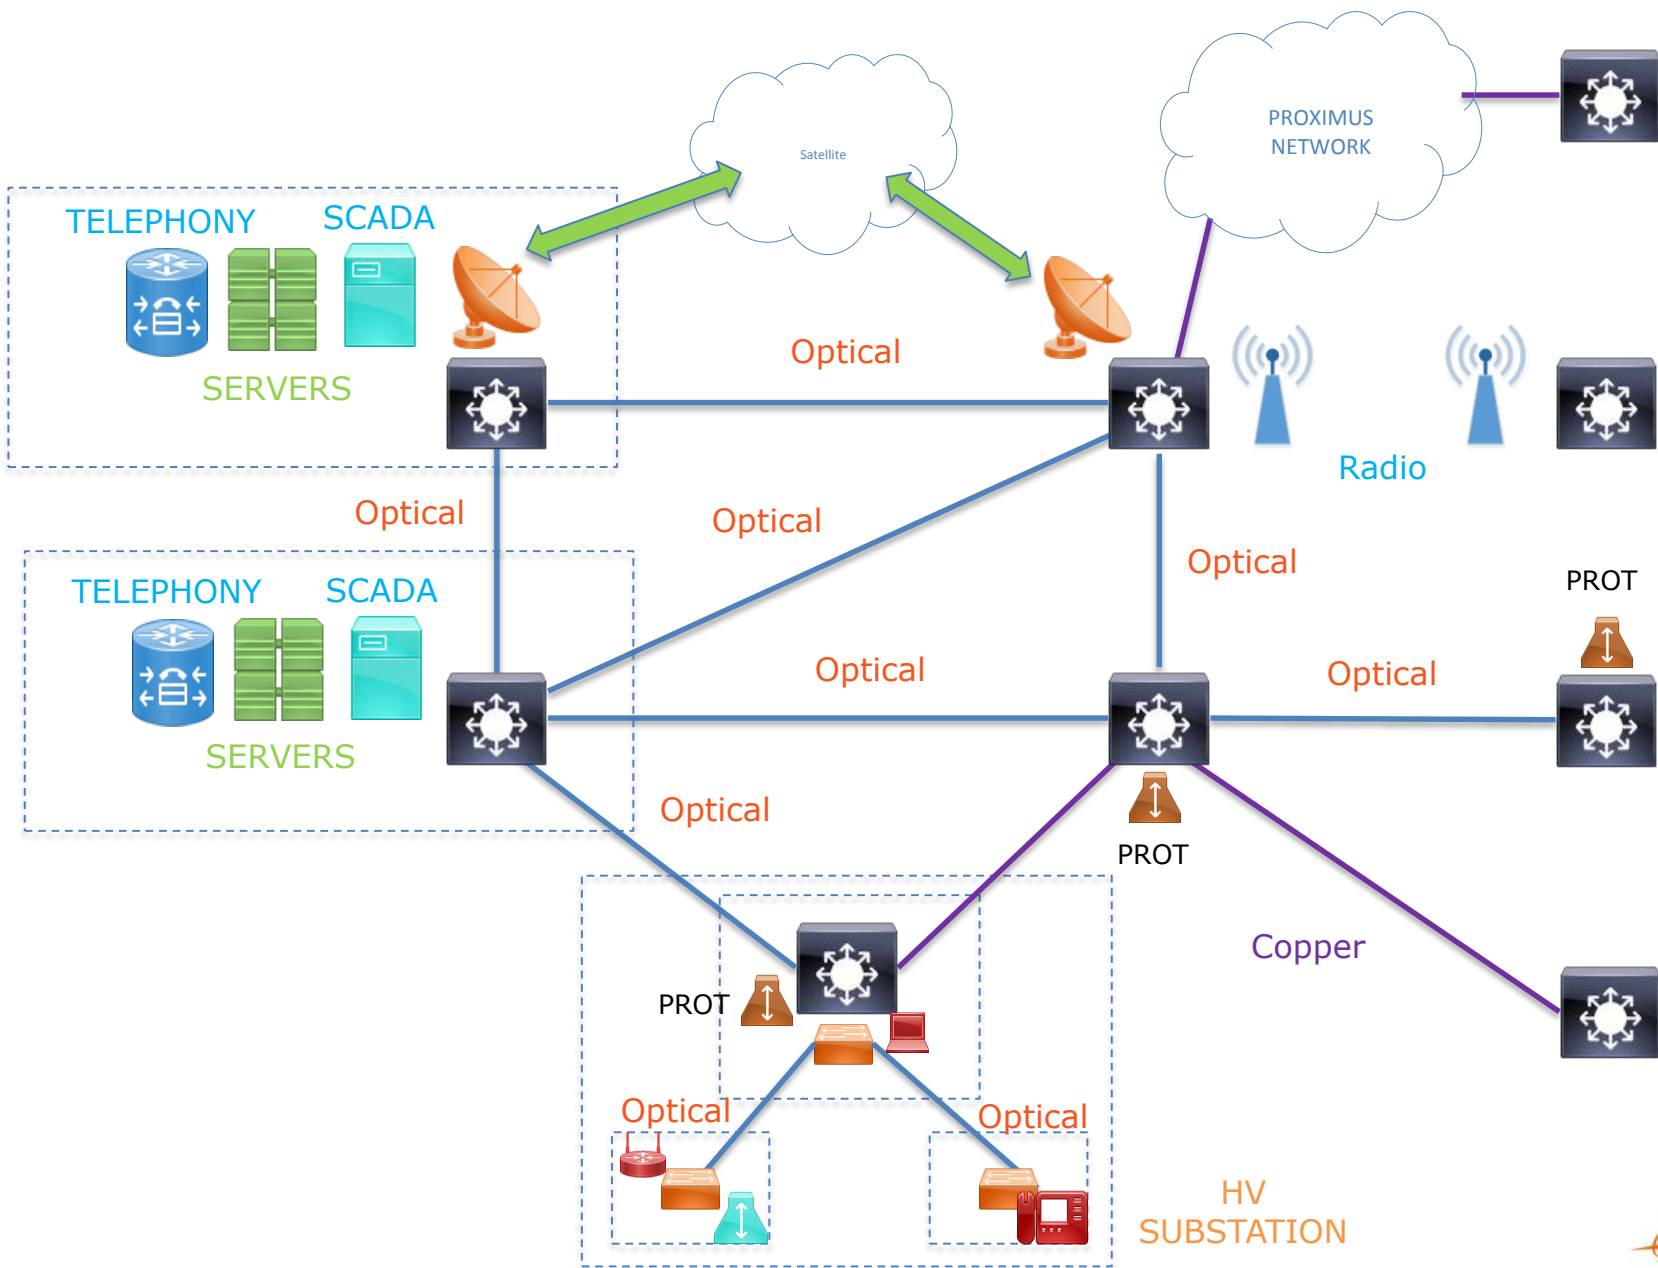 PROXIMUS
NETWORK
Satellite
TELEPHONY
SCADA
SERVERS
Optical
Radio
Optical
Optical
Optical
TELEPHONY
SCADA
SERVERS
PROT
Optical
Optical
Optical
PROT
Copper
PROT
Optical
Optical
HV
SUBSTATION